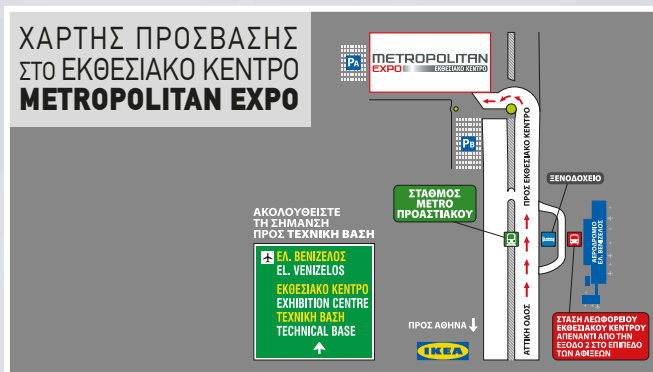 ΧΑΡΤΗΣ ΠΡΟΣΒΑΣΗΣ
ΣΤΟ ΕΚΘΕΣΙΑΚΟ ΚΕΝΤΡΟ
METROPOLITAN EXPO
PA
METROPOLITAN
EXPO ΕΚΘΕΣΙΑΚΟ ΚΕΝΤΡΟ
PB
ΠΡΟΣ ΕΚΘΕΣΙΑΚΟ ΚΕΝΤΡΟ
ΞΕΝΟΔΟΧΕΙΟ
ΣΤΑΘΜΟΣ
METRO
ΠΡΟΑΣΤΙΑΚΟΥ
ΑΕΡΟΔΡΟΜΙΟ
ΕΛ. ΒΕΝΙΖΕΛΟΣ
ΑΚΟΛΟΥΘΕΙΣΤΕ
ΤΗ ΣΗΜΑΝΣΗ
ΠΡΟΣ ΤΕΧΝΙΚΗ ΒΑΣΗ
ΕΛ. ΒΕΝΙΖΕΛΟΣ
EL. VENIZELOS
ΕΚΘΕΣΙΑΚΟ ΚΕΝΤΡΟ
EXHIBITION CENTRE
ΤΕΧΝΙΚΗ ΒΑΣΗ
TECHNICAL BASE
ΠΡΟΣ ΑΘΗΝΑ
IKEA
ΑΤΤΙΚΗ ΟΔΟΣ
ΣΤΑΣΗ ΛΕΩΦΟΡΕΙΟΥ
ΕΚΘΕΣΙΑΚΟΥ ΚΕΝΤΡΟΥ
ΑΠΕΝΑΝΤΙ ΑΠΟ ΤΗΝ
ΕΞΟΔΟ 2 ΣΤΟ ΕΠΙΠΕΔΟ
ΤΩΝ ΑΦΙΞΕΩΝ